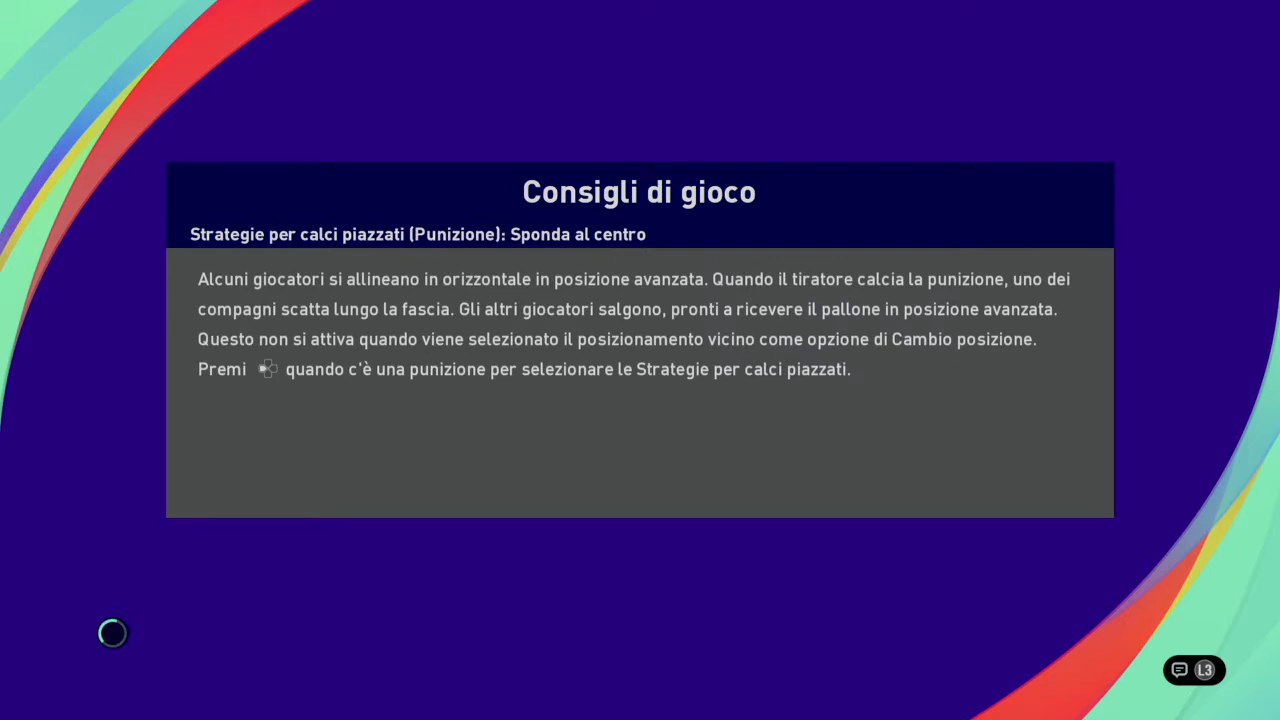 Consigli di gioco
Strategie per calci piazzati (Punizione): Sponda al centro
Alcuni giocatori si allineano in orizzontale in posizione avanzata. Quando il tiratore calcia la punizione, uno dei
compagni scatta lungo la fascia. Gli altri giocatori salgono, pronti a ricevere il pallone in posizione avanzata.
Questo non si attiva quando viene selezionato il posizionamento vicino come opzione di Cambio posizione.
Premi quando c'è una punizione per selezionare le Strategie per calci piazzati.
L3